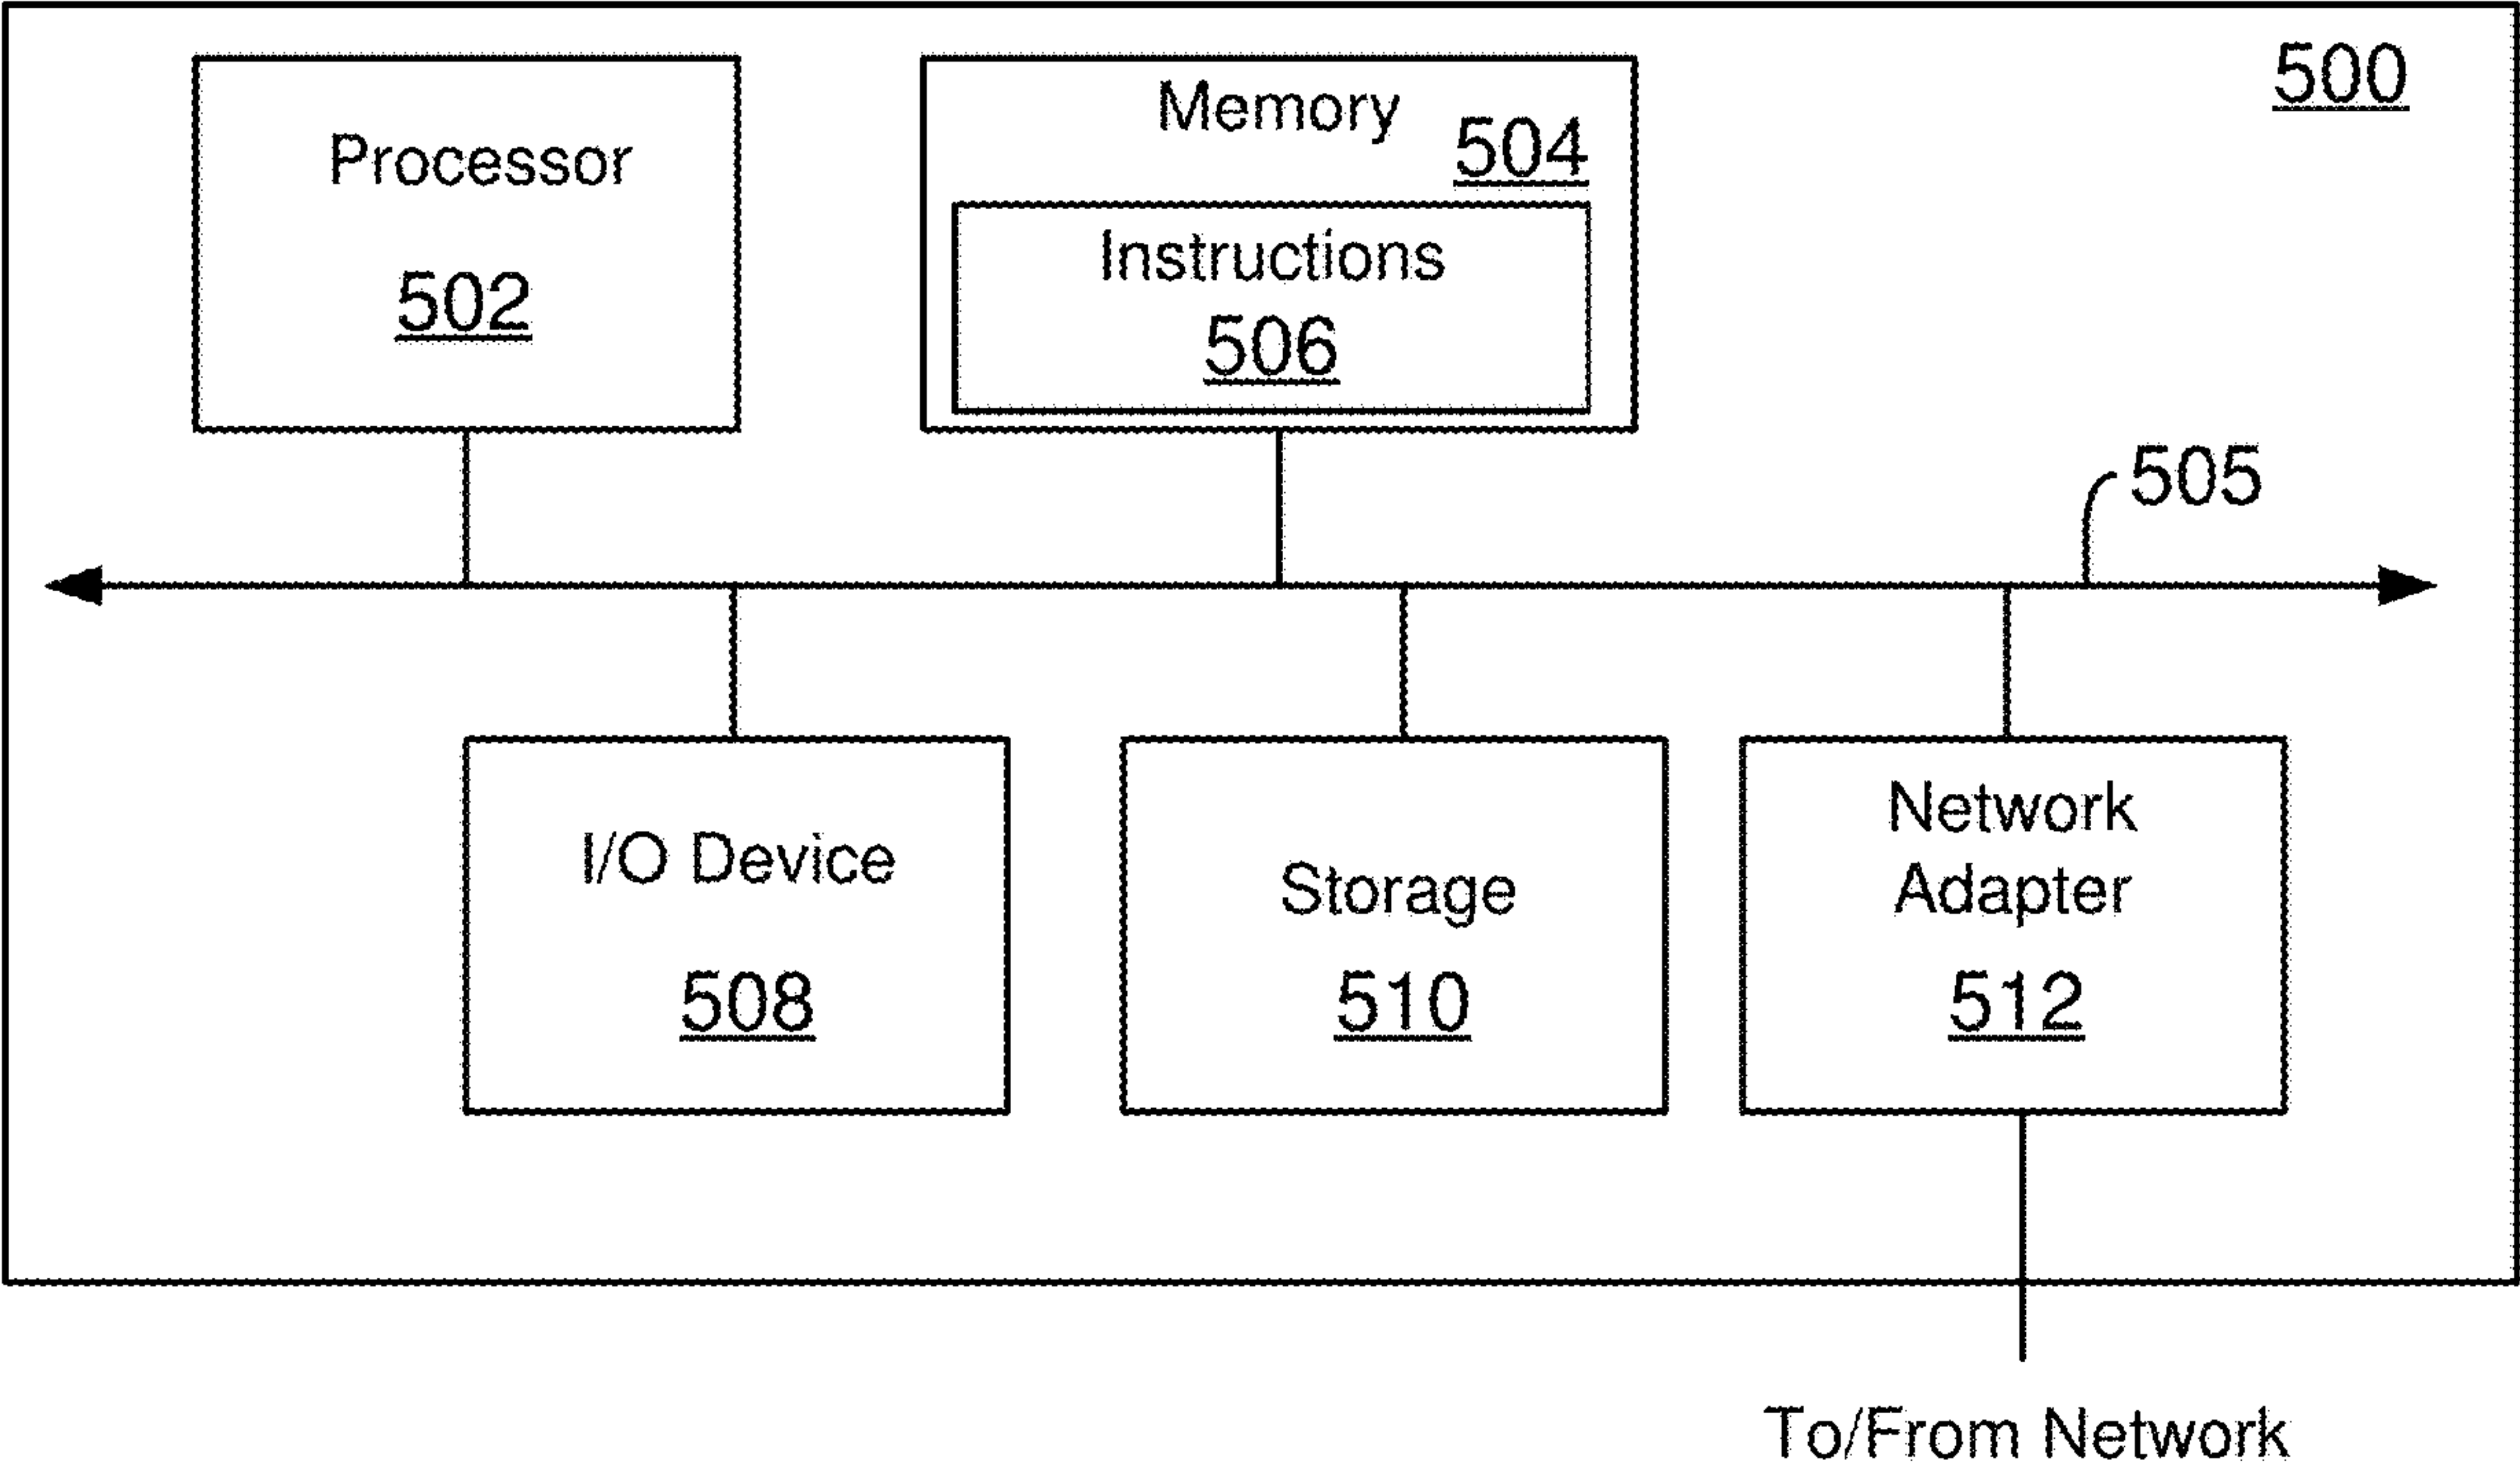 500
Processor
502
Memory
504
Instructions
506
505
I/O Device
508
Storage
510
Network
Adapter
512
To/From Network